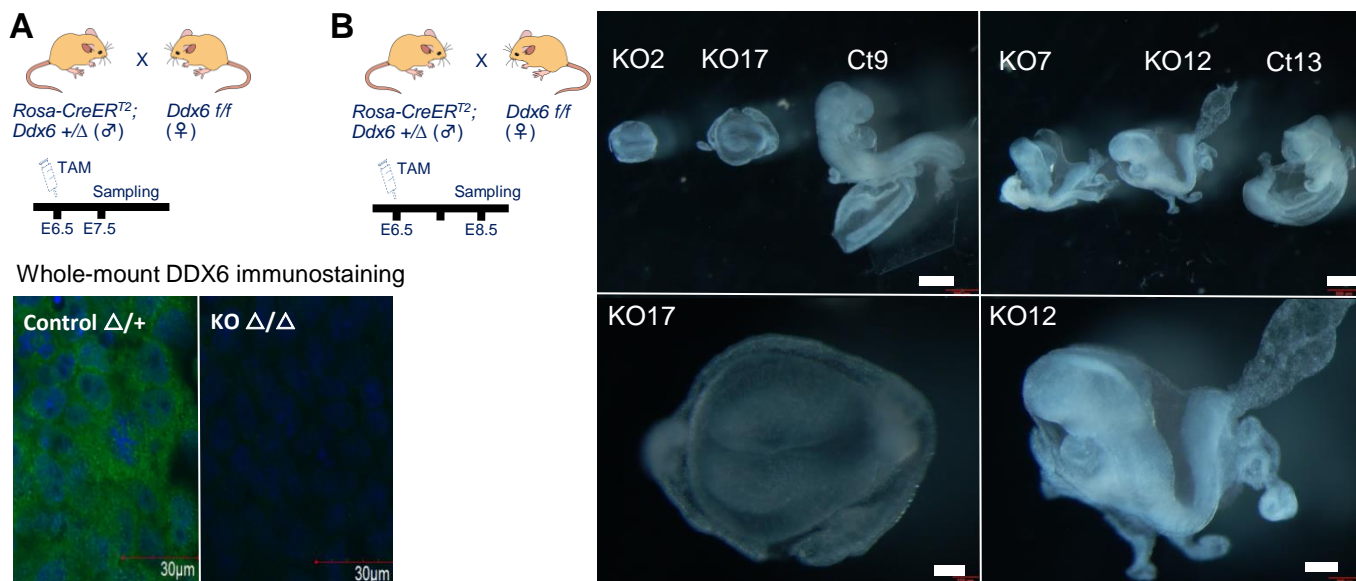 A
X
Rosa-CreER^T2; Ddx6 f/f
Ddx6 +/Δ (♂) (♀)
TAM
Sampling
E6.5 E7.5
Whole-mount DDX6 immunostaining
Control △/+
KO △/△
30μm
30μm
B
X
Rosa-CreER^T2; Ddx6 f/f
Ddx6 +/Δ (♂) (♀)
TAM
Sampling
E6.5 E8.5
KO2 KO17 Ct9
KO7 KO12 Ct13
KO17
KO12